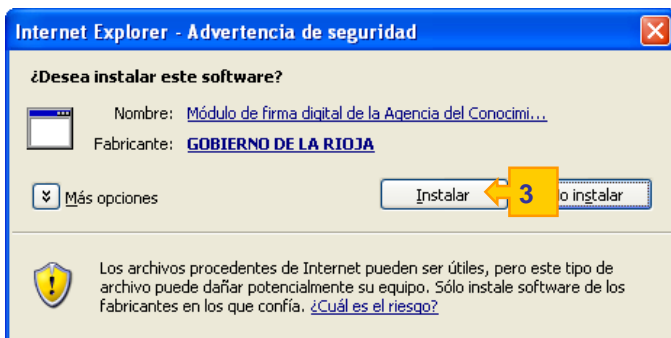 Internet Explorer - Advertencia de seguridad
¿Desea instalar este software?
Nombre: Módulo de firma digital de la Agencia del Conocimi...
Fabricante: GOBIERNO DE LA RIOJA
Más opciones
Instalar
3
o instalar
Los archivos procedentes de Internet pueden ser útiles, pero este tipo de
archivo puede dañar potencialmente su equipo. Sólo instale software de los
fabricantes en los que confía. ¿Cuál es el riesgo?